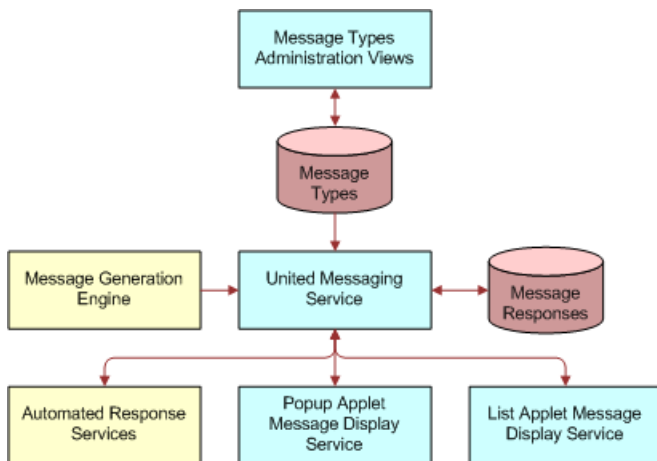 Message Types
Administration Views
Message
Types
Message Generation
Engine
United Messaging
Service
Message
Responses
Automated Response
Services
Popup Applet
Message Display
Service
List Applet Message
Display Service